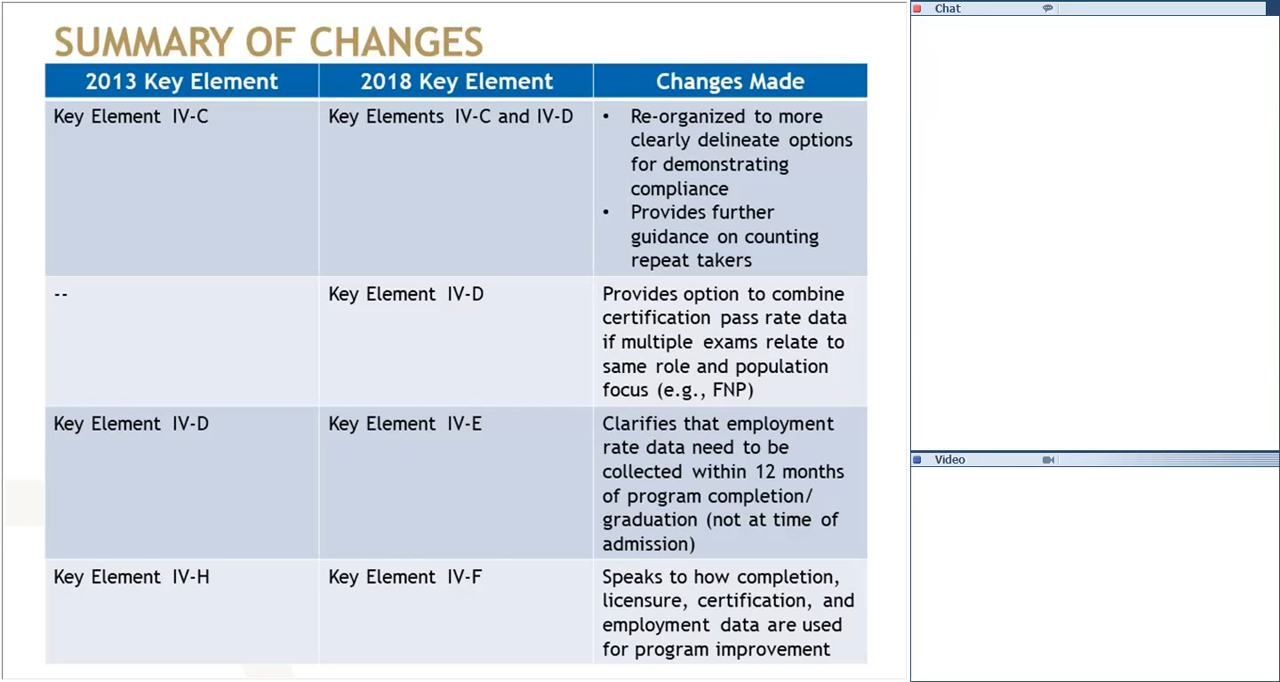 SUMMARY OF CHANGES
2013 Key Element
2018 Key Element
Changes Made
Key Element IV-C
Key Elements IV-C and IV-D
• Re-organized to more
clearly delineate options
for demonstrating
compliance
• Provides further
guidance on counting
repeat takers
--
Key Element IV-D
Provides option to combine
certification pass rate data
if multiple exams relate to
same role and population
focus (e.g., FNP)
Key Element IV-D
Key Element IV-E
Clarifies that employment
rate data need to be
collected within 12 months
of program completion/
graduation (not at time of
admission)
Key Element IV-H
Key Element IV-F
Speaks to how completion,
licensure, certification, and
employment data are used
for program improvement
Chat
Video